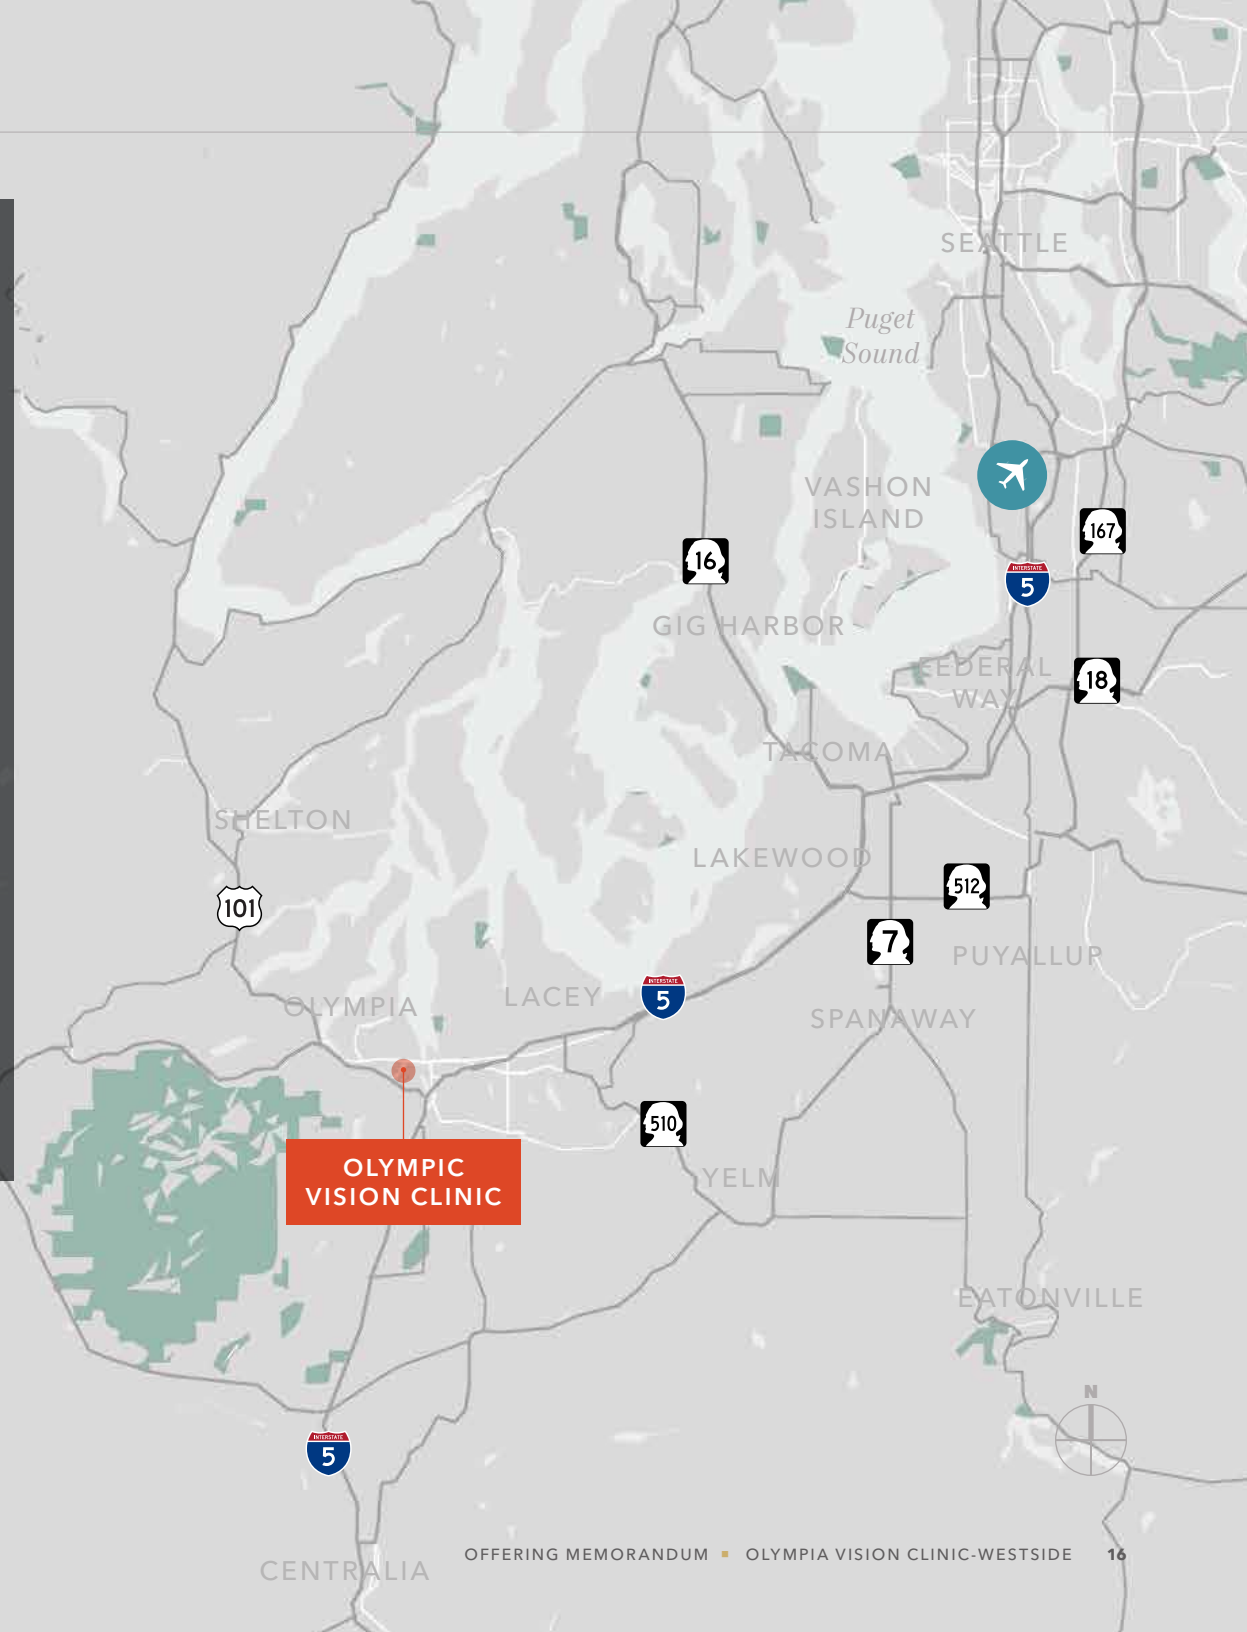 SEATTLE
Puget
Sound
VASHON
ISLAND
167
16
INTERSTATE
5
GIG HARBOR
FEDERAL
WAY
18
TACOMA
SHELTON
LAKEWOOD
512
101
7
PUYALLUP
OLYMPIA
LACEY
INTERSTATE
5
SPANAWAY
510
OLYMPIC
VISION CLINIC
YELM
EATONVILLE
N
INTERSTATE
5
CENTRALIA
OFFERING MEMORANDUM ▪ OLYMPIA VISION CLINIC-WESTSIDE 16